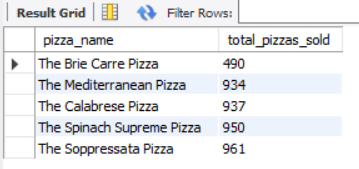 Result Grid Filter Rows:
pizza_name total_pizzas_sold
The Brie Carre Pizza 490
The Mediterranean Pizza 934
The Calabrese Pizza 937
The Spinach Supreme Pizza 950
The Soppressata Pizza 961